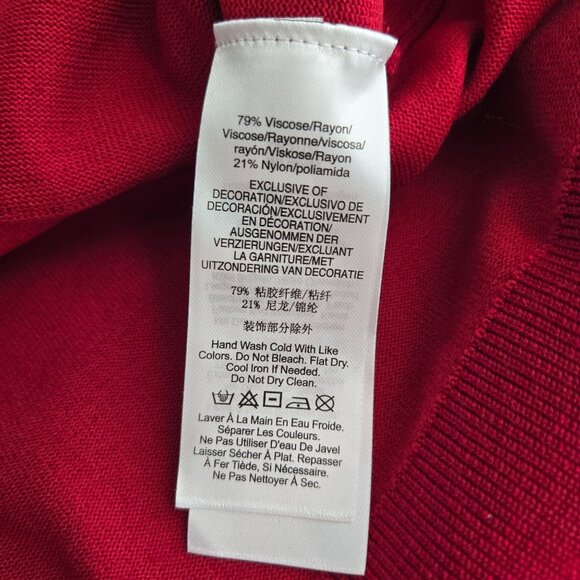 79% Viscose/Rayon/
Viscose/Rayonne/viscosa/
rayón/Viskose/Rayon
21% Nylon/poliamida
EXCLUSIVE OF
DECORATION/EXCLUSIVO DE
DECORACIÓN/EXCLUSIVEMENT
EN DÉCORATION/
AUSGENOMMEN DER
VERZIERUNGEN/EXCLUANT
LA GARNITURE/MET
UITZONDERING VAN DECORATIE
79% 粘胶纤维/粘纤
21% 尼龙/锦纶
装饰部分除外
Hand Wash Cold With Like
Colors. Do Not Bleach. Flat Dry.
Cool Iron If Needed.
Do Not Dry Clean.
Laver À La Main En Eau Froide.
Séparer Les Couleurs.
Ne Pas Utiliser D'eau De Javel
Laisser Sécher À Plat. Repasser
À Fer Tiède, Si Nécessaire.
Ne Pas Nettoyer À Sec.